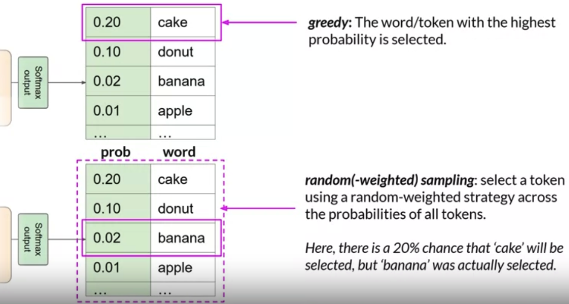 0.20 cake
0.10 donut
0.02 banana
0.01 apple
... ...
Softmax
output
greedy: The word/token with the highest
probability is selected.
prob word
0.20 cake
0.10 donut
0.02 banana
0.01 apple
... ...
Softmax
output
random(-weighted) sampling: select a token
using a random-weighted strategy across
the probabilities of all tokens.
Here, there is a 20% chance that ‘cake’ will be
selected, but ‘banana’ was actually selected.